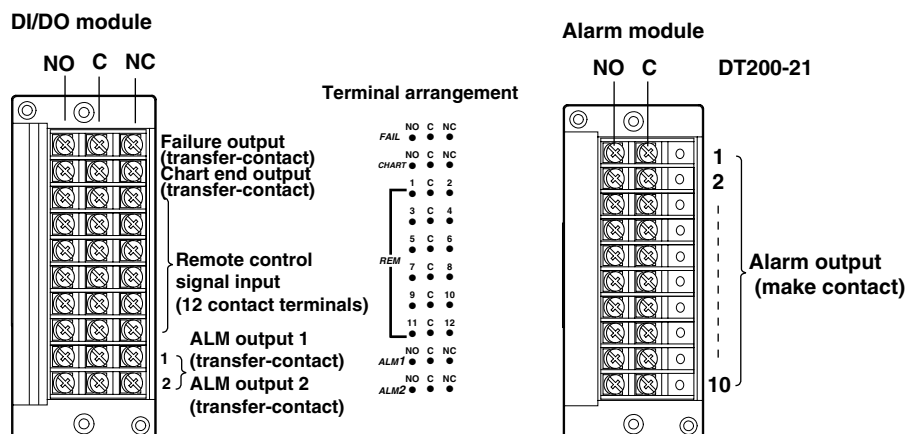 DI/DO module
NO C NC
Failure output
(transfer-contact)
Chart end output
(transfer-contact)
Remote control
signal input
(12 contact terminals)
1
2
ALM output 1
(transfer-contact)
ALM output 2
(transfer-contact)
Terminal arrangement
NO C NC
FAIL
NO C NC
CHART
1 C 2
3 C 4
5 C 6
REM
7 C 8
9 C 10
11 C 12
NO C NC
ALM1
NO C NC
ALM2
Alarm module
NO C DT200-21
1
2
10
Alarm output
(make contact)